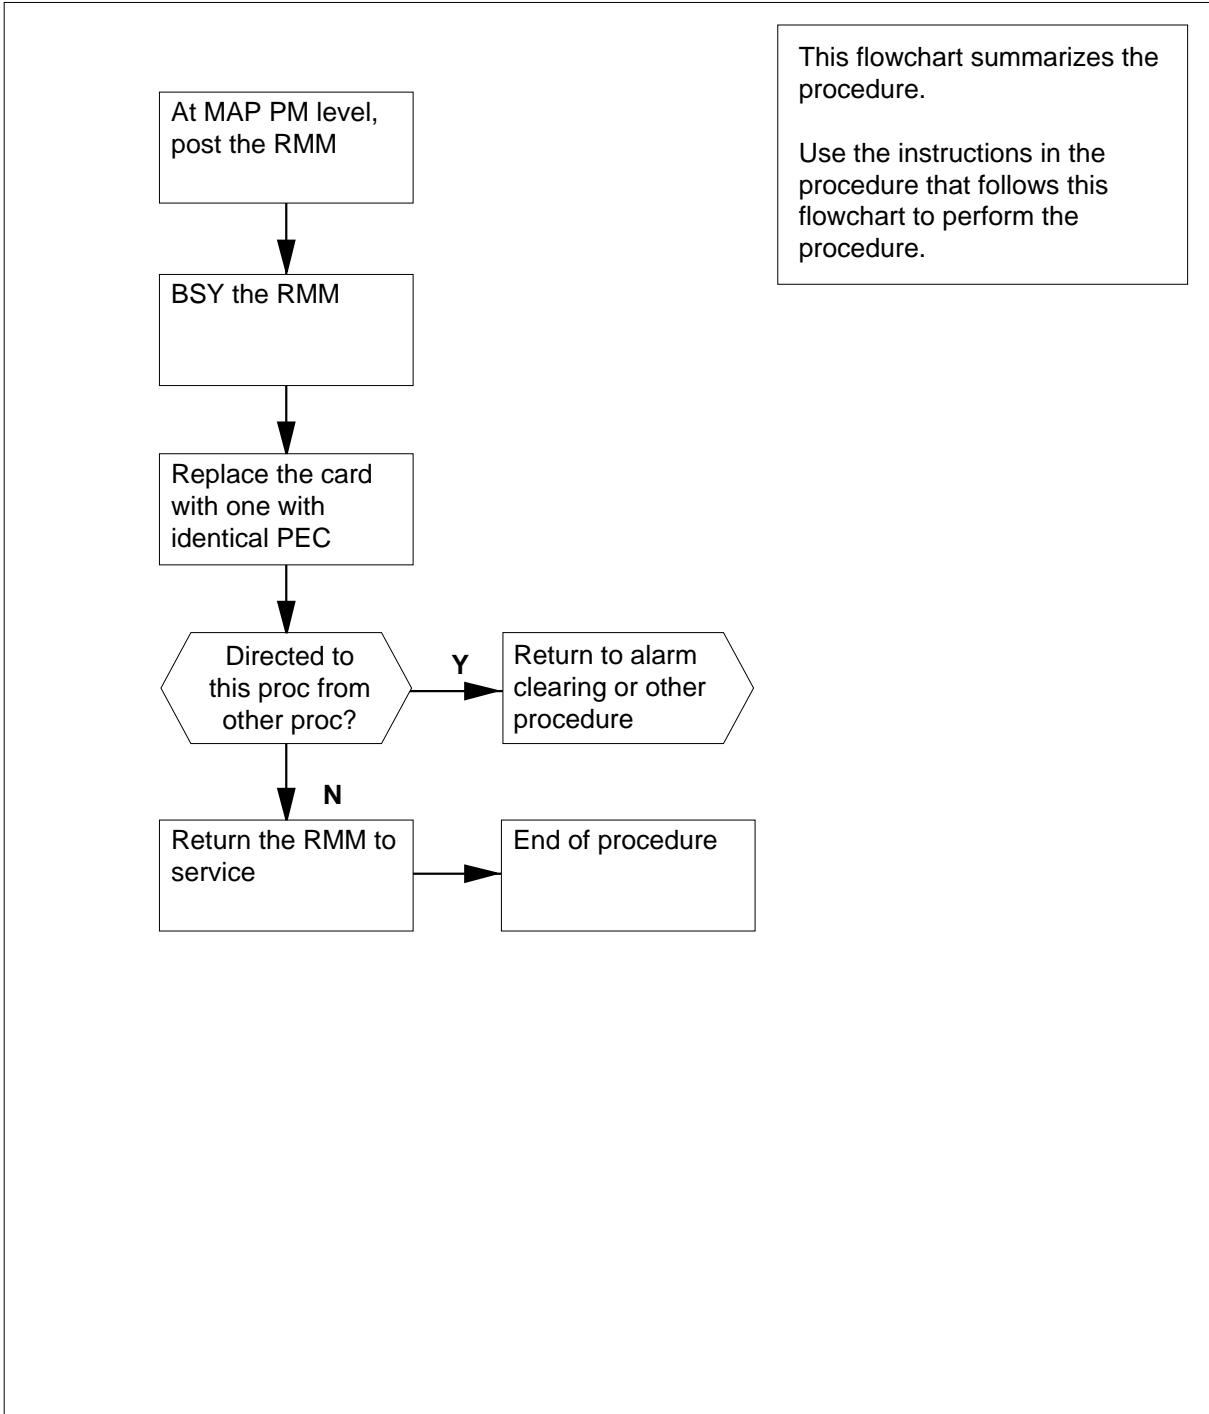 This flowchart summarizes the
procedure.
Use the instructions in the
procedure that follows this
flowchart to perform the
procedure.
At MAP PM level,
post the RMM
BSY the RMM
Replace the card
with one with
identical PEC
Directed to
this proc from
other proc?
Y
Return to alarm
clearing or other
procedure
N
Return the RMM to
service
End of procedure